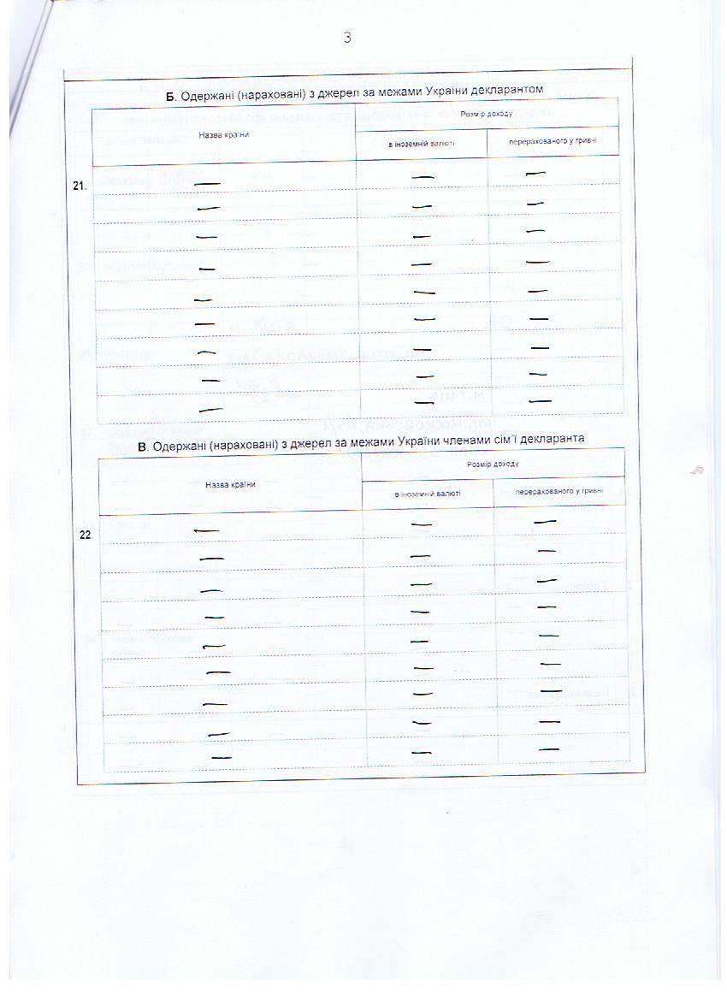 3
Б. Одержані (нараховані) з джерел за межами України декларантом
Назва країни
Розмір доходу
в іноземній валюті
перерахованого у гривні
21.
— — —
— — —
— — —
— — —
— — —
— — —
— — —
— — —
— — —
В. Одержані (нараховані) з джерел за межами України членами сім'ї декларанта
Назва країни
Розмір доходу
в іноземній валюті
перерахованого у гривні
22.
— — —
— — —
— — —
— — —
— — —
— — —
— — —
— — —
— — —